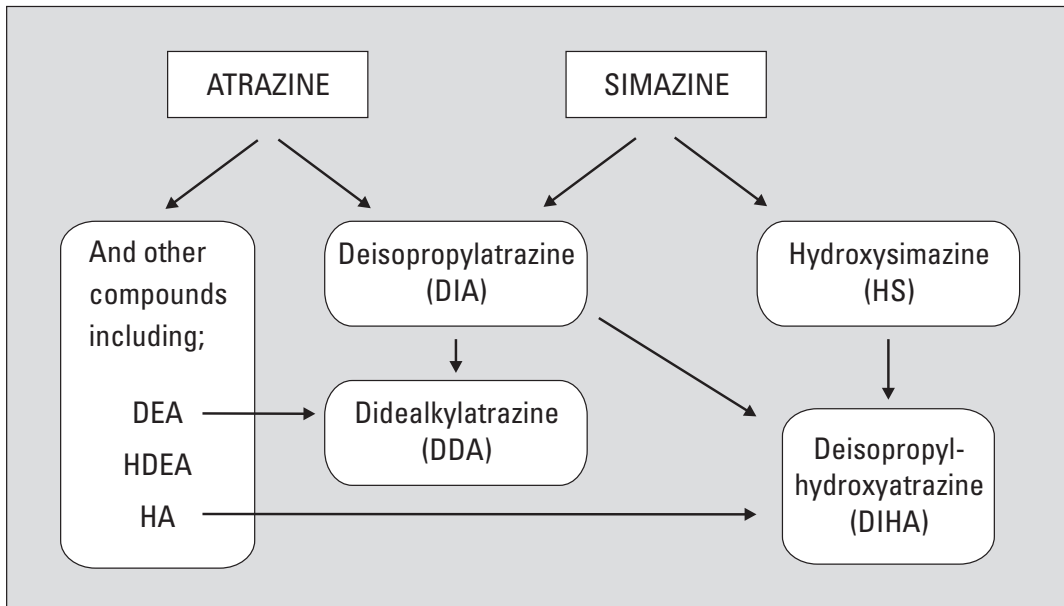 ATRAZINE
SIMAZINE
And other
compounds
including;
DEA
HDEA
HA
Deisopropylatrazine
(DIA)
Didealkylatrazine
(DDA)
Hydroxysimazine
(HS)
Deisopropyl-
hydroxyatrazine
(DIHA)